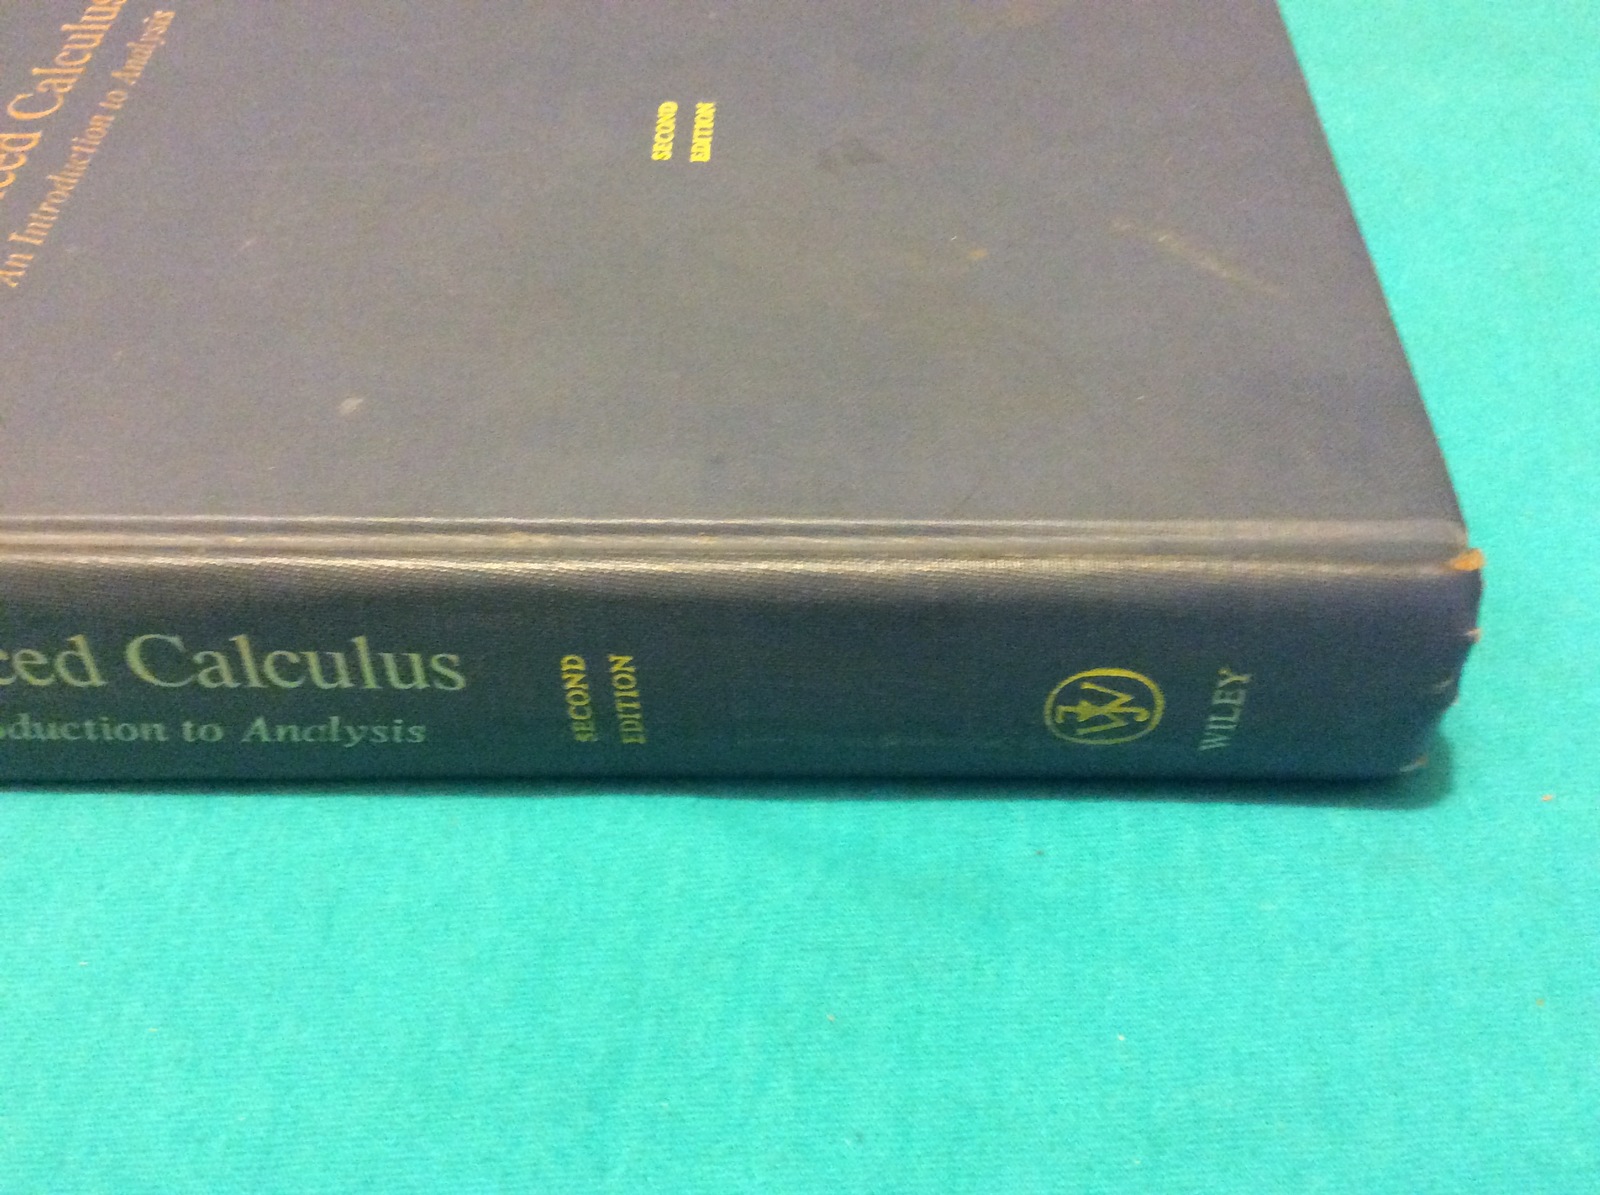 ced Calculus
An Introduction to Analysis
SECOND
EDITION
ced Calculus
oduction to Analysis
SECOND
EDITION
WILEY